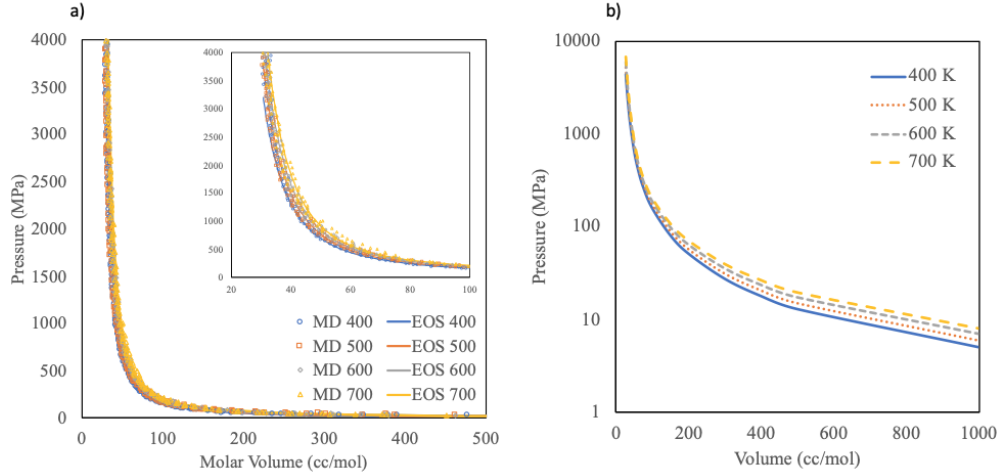 a)
4000
3500
3000
2500
2000
1500
1000
500
0
0
100
200
300
400
500
Pressure (MPa)
Molar Volume (cc/mol)
4000
3500
3000
2500
2000
1500
1000
500
0
20
40
60
80
100
MD 400 EOS 400
MD 500 EOS 500
MD 600 EOS 600
MD 700 EOS 700
b)
10000
1000
100
10
1
0
200
400
600
800
1000
Pressure (MPa)
Volume (cc/mol)
400 K
500 K
600 K
700 K